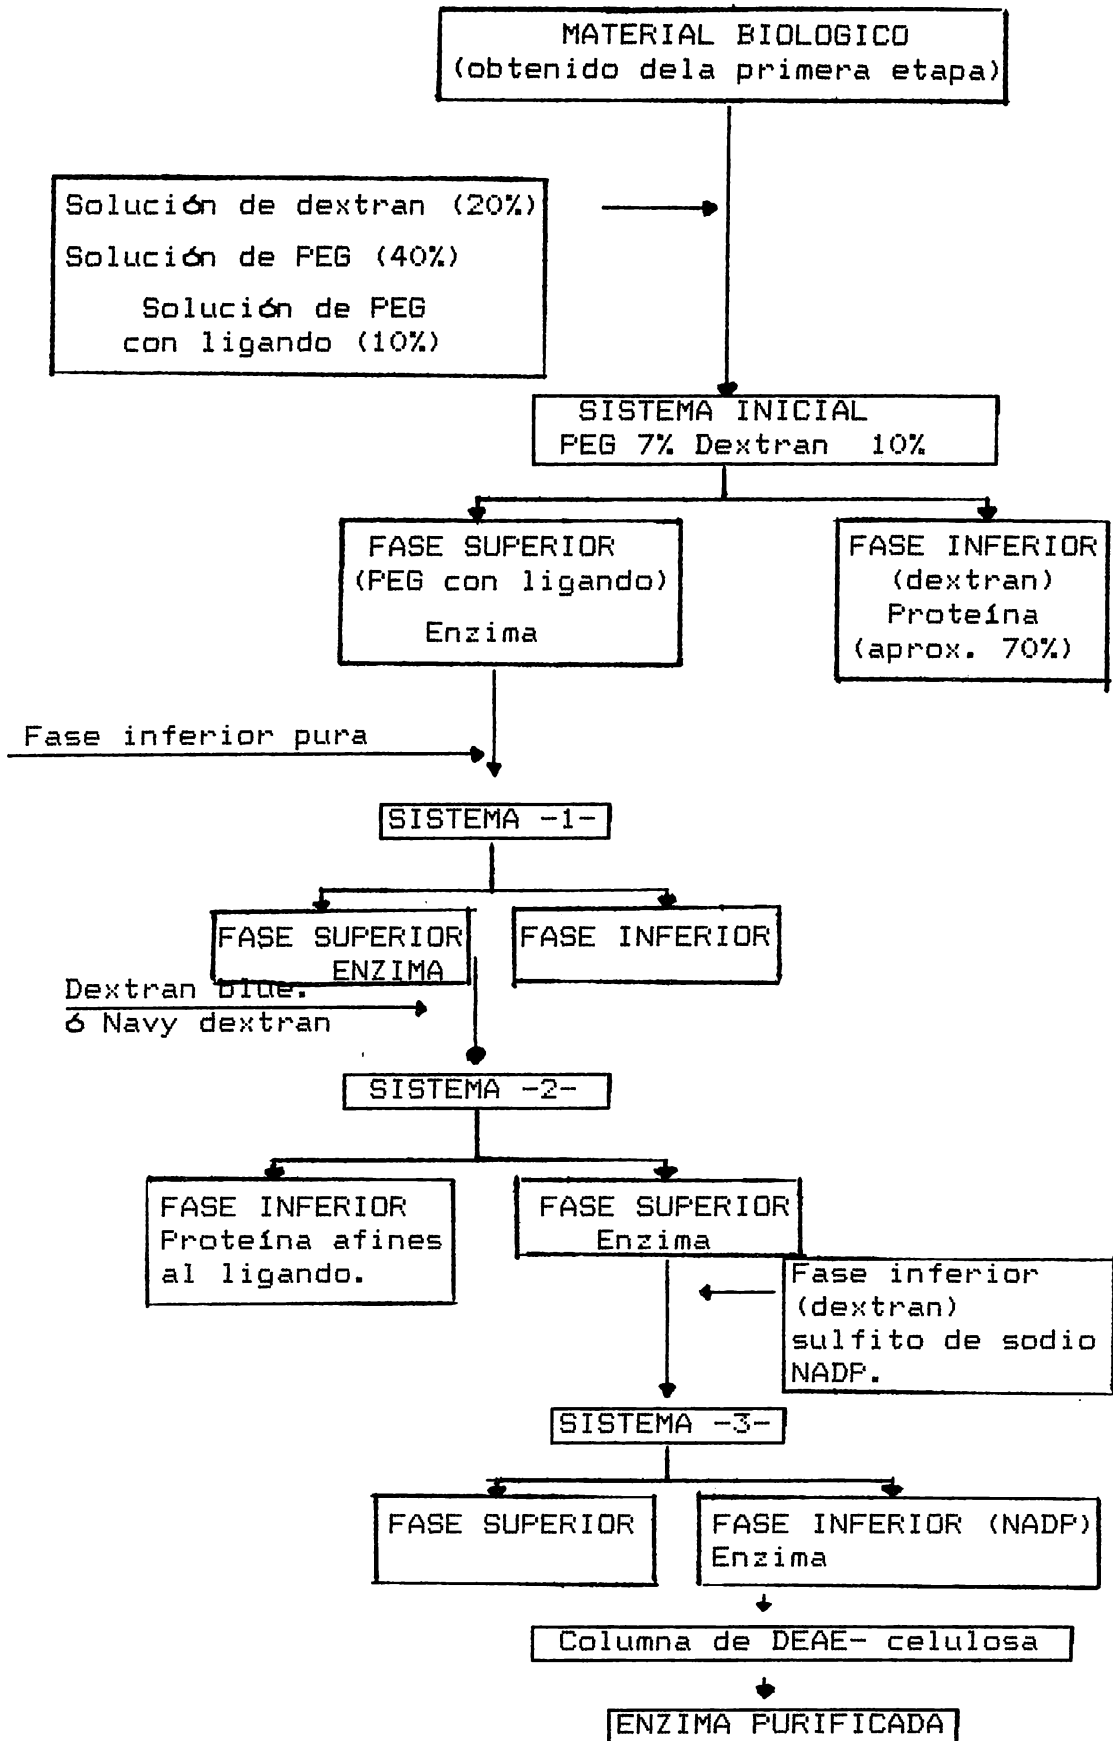 MATERIAL BIOLOGICO
(obtenido dela primera etapa)
Solución de dextran (20%)
Solución de PEG (40%)
Solución de PEG
con ligando (10%)
SISTEMA INICIAL
PEG 7% Dextran 10%
FASE SUPERIOR
(PEG con ligando)
Enzima
FASE INFERIOR
(dextran)
Proteína
(aprox. 70%)
Fase inferior pura
SISTEMA -1-
FASE SUPERIOR
ENZIMA
FASE INFERIOR
Dextran blue.
ó Navy dextran
SISTEMA -2-
FASE INFERIOR
Proteína afines
al ligando.
FASE SUPERIOR
Enzima
Fase inferior
(dextran)
sulfito de sodio
NADP.
SISTEMA -3-
FASE SUPERIOR
FASE INFERIOR (NADP)
Enzima
Columna de DEAE- celulosa
ENZIMA PURIFICADA